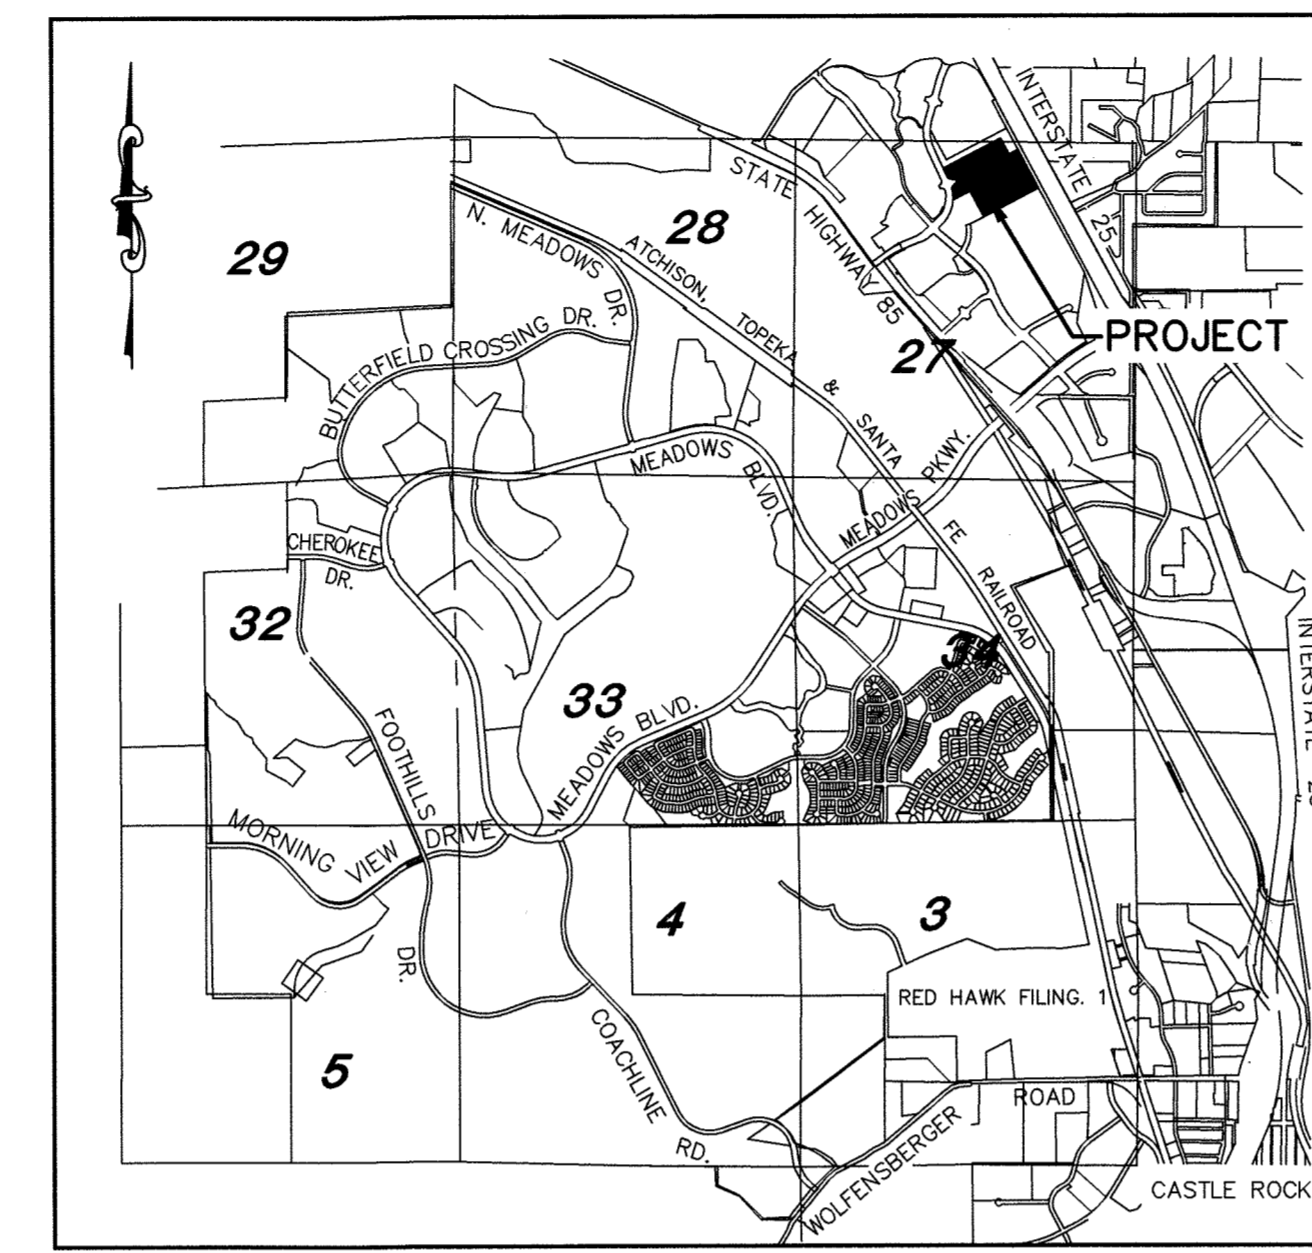 INTERSTATE 25
STATE HIGHWAY 85
28
29
N. MEADOWS DR.
ATCHISON, TOPEKA & SANTA FE RAILROAD
PROJECT
27
BUTTERFIELD CROSSING DR.
MEADOWS BLVD.
MEADOWS PKWY.
CHEROKEE DR.
32
34
33
MEADOWS BLVD.
INTERSTATE 25
FOOTHILLS DR.
MORNING VIEW DRIVE
4
3
RED HAWK FILING. 1
5
COACHLINE RD.
WOLFENSBERGER ROAD
CASTLE ROCK